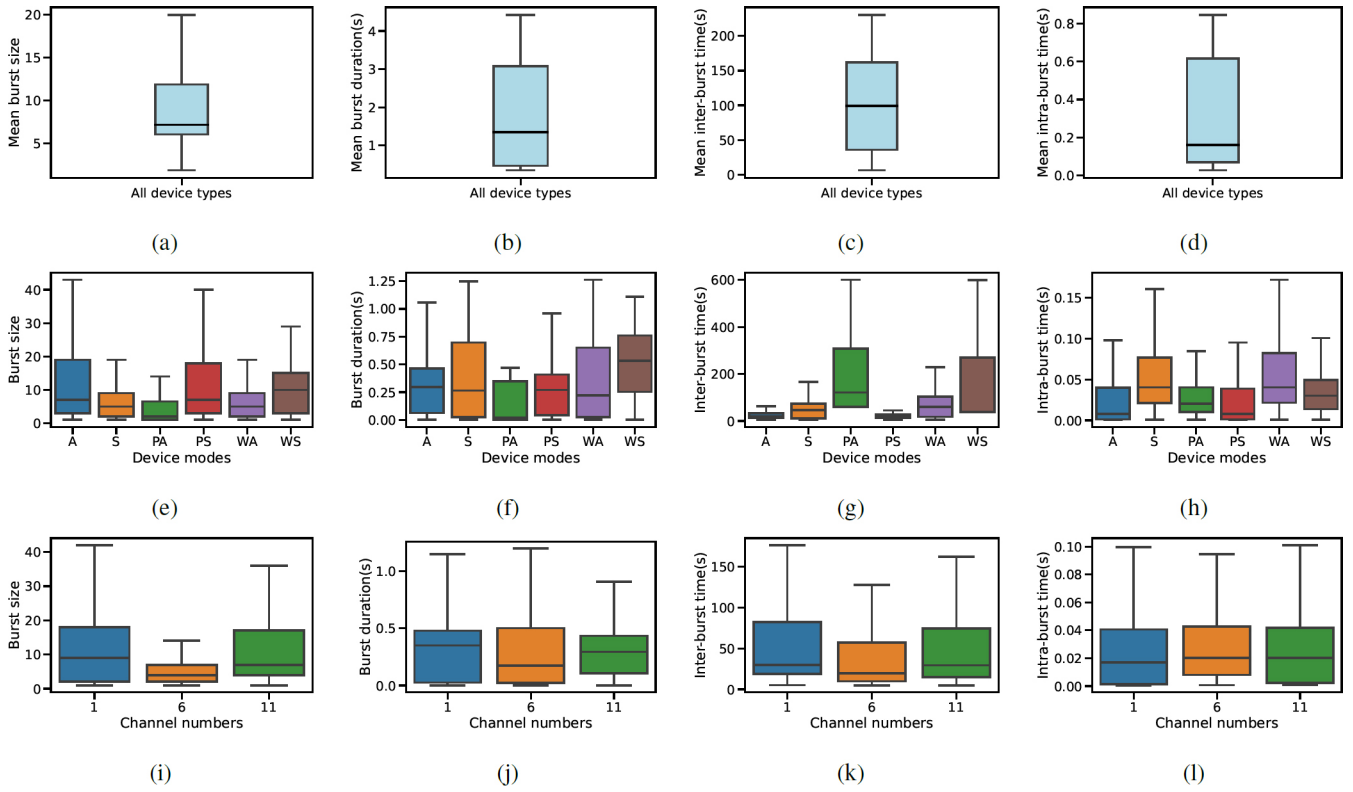 Mean burst size
20
15
10
5
All device types
(a)
Mean burst duration(s)
4
3
2
1
All device types
(b)
Mean inter-burst time(s)
200
150
100
50
0
All device types
(c)
Mean intra-burst time(s)
0.8
0.6
0.4
0.2
0.0
All device types
(d)
Burst size
40
30
20
10
0
A S PA PS WA WS
Device modes
(e)
Burst duration(s)
1.25
1.00
0.75
0.50
0.25
0.00
A S PA PS WA WS
Device modes
(f)
Inter-burst time(s)
600
400
200
0
A S PA PS WA WS
Device modes
(g)
Intra-burst time(s)
0.15
0.10
0.05
0.00
A S PA PS WA WS
Device modes
(h)
Burst size
40
30
20
10
0
1 6 11
Channel numbers
(i)
Burst duration(s)
1.0
0.5
0.0
1 6 11
Channel numbers
(j)
Inter-burst time(s)
150
100
50
0
1 6 11
Channel numbers
(k)
Intra-burst time(s)
0.10
0.08
0.06
0.04
0.02
0.00
1 6 11
Channel numbers
(l)